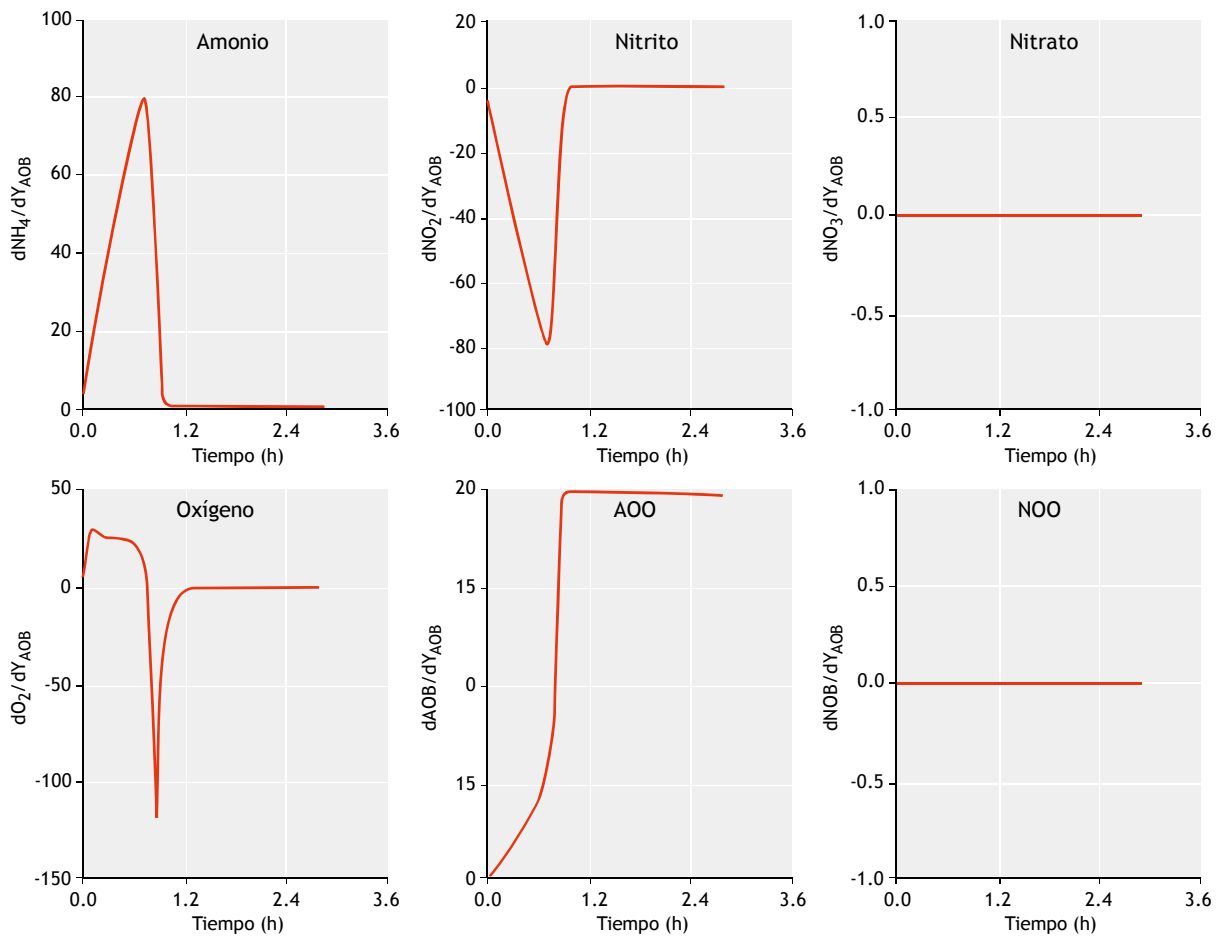 Amonio
100
80
60
40
20
0
dNH4/dYAOB
0.0 1.2 2.4 3.6
Tiempo (h)
Nitrito
20
0
-20
-40
-60
-80
-100
dNO2/dYAOB
0.0 1.2 2.4 3.6
Tiempo (h)
Nitrato
1.0
0.5
0.0
-0.5
-1.0
dNO3/dYAOB
0.0 1.2 2.4 3.6
Tiempo (h)
Oxígeno
50
0
-50
-100
-150
dO2/dYAOB
0.0 1.2 2.4 3.6
Tiempo (h)
AOO
20
15
0
15
0
dAOB/dYAOB
0.0 1.2 2.4 3.6
Tiempo (h)
NOO
1.0
0.5
0.0
-0.5
-1.0
dNOB/dYAOB
0.0 1.2 2.4 3.6
Tiempo (h)